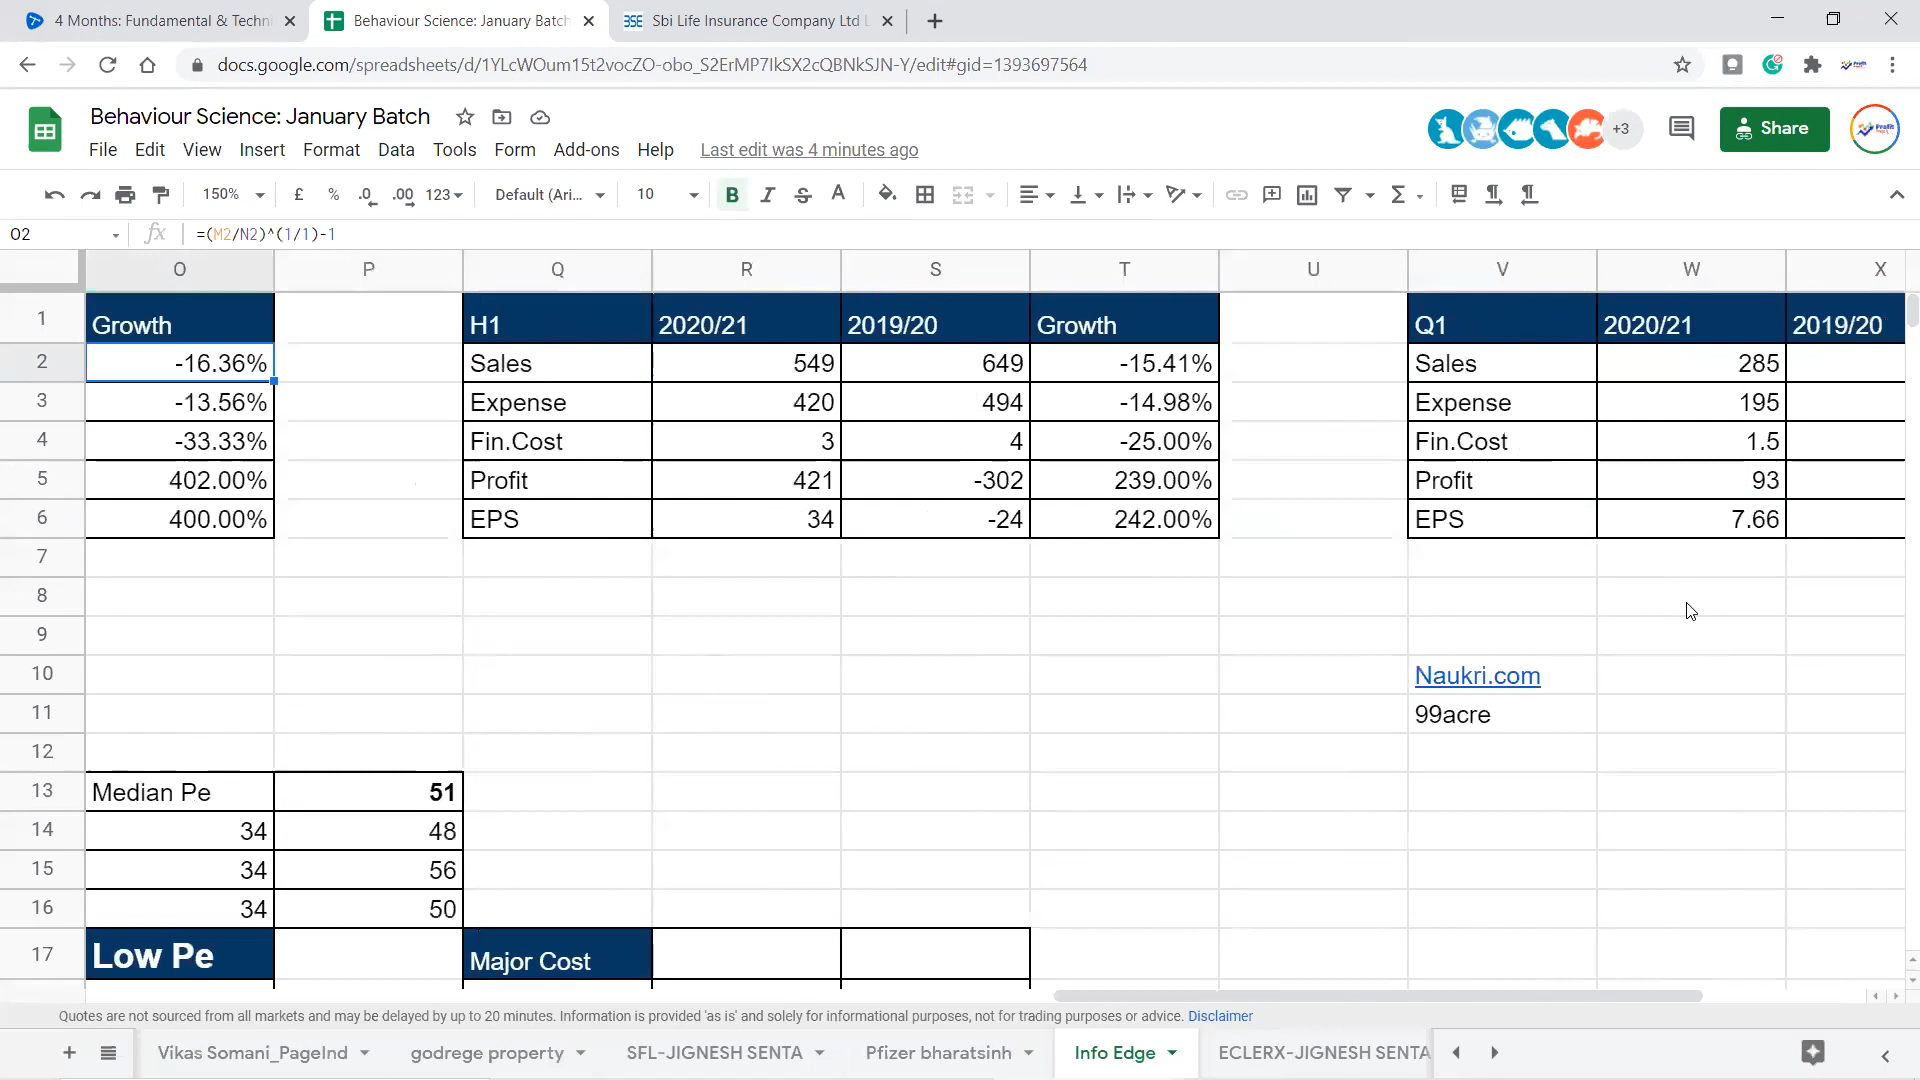 4 Months: Fundamental & Techni
Behaviour Science: January Batch
BSE Sbi Life Insurance Company Ltd L
docs.google.com/spreadsheets/d/1YLcWOum15t2vocZO-obo_S2ErMP7IkSX2cQBNkSJN-Y/edit#gid=1393697564
Behaviour Science: January Batch
+3
Share
File Edit View Insert Format Data Tools Form Add-ons Help Last edit was 4 minutes ago
150% £ % .0 .00 123 Default (Ari... 10 B I S A
O2 fx =(M2/N2)^(1/1)-1
O P Q R S T U V W X
1 Growth H1 2020/21 2019/20 Growth Q1 2020/21 2019/20
2 -16.36% Sales 549 649 -15.41% Sales 285
3 -13.56% Expense 420 494 -14.98% Expense 195
4 -33.33% Fin.Cost 3 4 -25.00% Fin.Cost 1.5
5 402.00% Profit 421 -302 239.00% Profit 93
6 400.00% EPS 34 -24 242.00% EPS 7.66
7
8
9
10 Naukri.com
11 99acre
12
13 Median Pe 51
14 34 48
15 34 56
16 34 50
17 Low Pe Major Cost
Quotes are not sourced from all markets and may be delayed by up to 20 minutes. Information is provided 'as is' and solely for informational purposes, not for trading purposes or advice. Disclaimer
Vikas Somani_PageInd godrege property SFL-JIGNESH SENTA Pfizer bharatsinh Info Edge ECLERX-JIGNESH SENTA